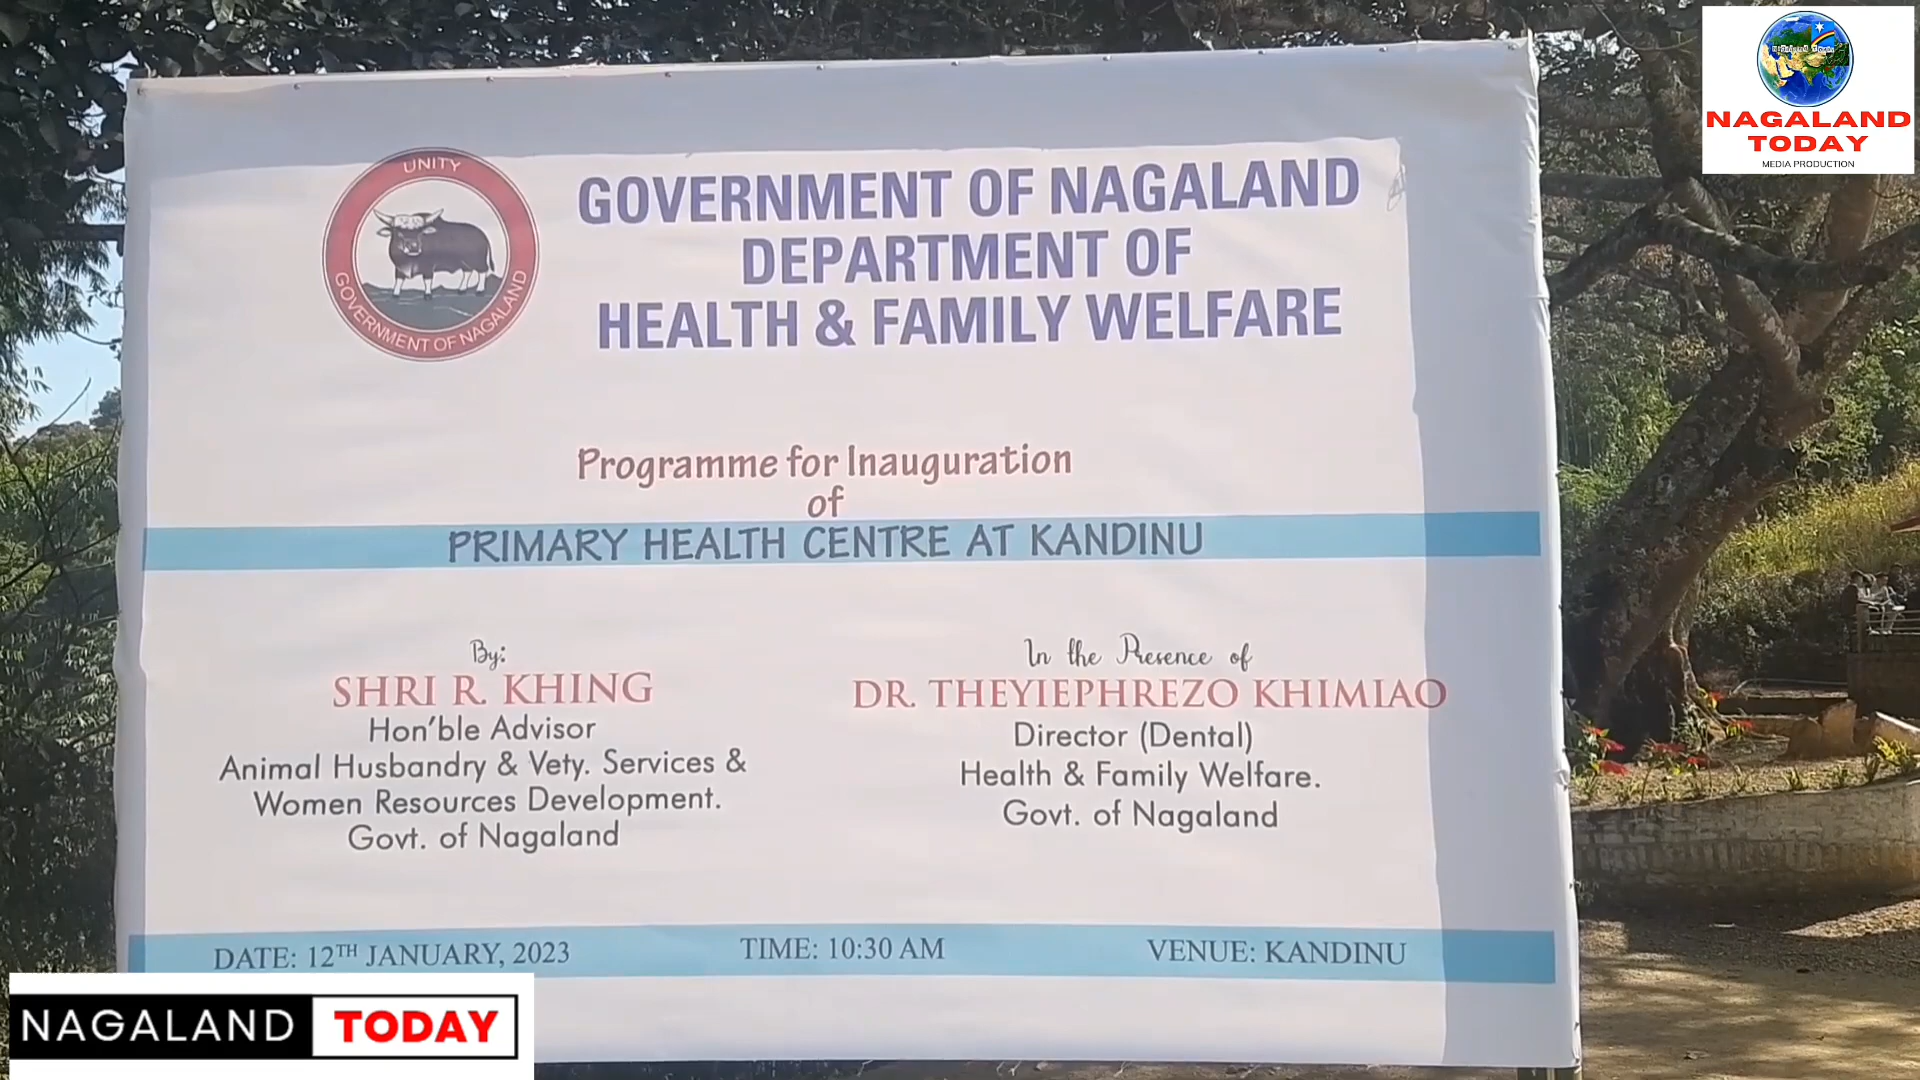 NAGALAND
TODAY
MEDIA PRODUCTION
UNITY
GOVERNMENT OF NAGALAND
GOVERNMENT OF NAGALAND
DEPARTMENT OF
HEALTH & FAMILY WELFARE
Programme for Inauguration
of
PRIMARY HEALTH CENTRE AT KANDINU
By:
SHRI R. KHING
Hon'ble Advisor
Animal Husbandry & Vety. Services &
Women Resources Development.
Govt. of Nagaland
In the Presence of
DR. THEYIEPHREZO KHIMIAO
Director (Dental)
Health & Family Welfare.
Govt. of Nagaland
DATE: 12TH JANUARY, 2023 TIME: 10:30 AM VENUE: KANDINU
NAGALAND TODAY